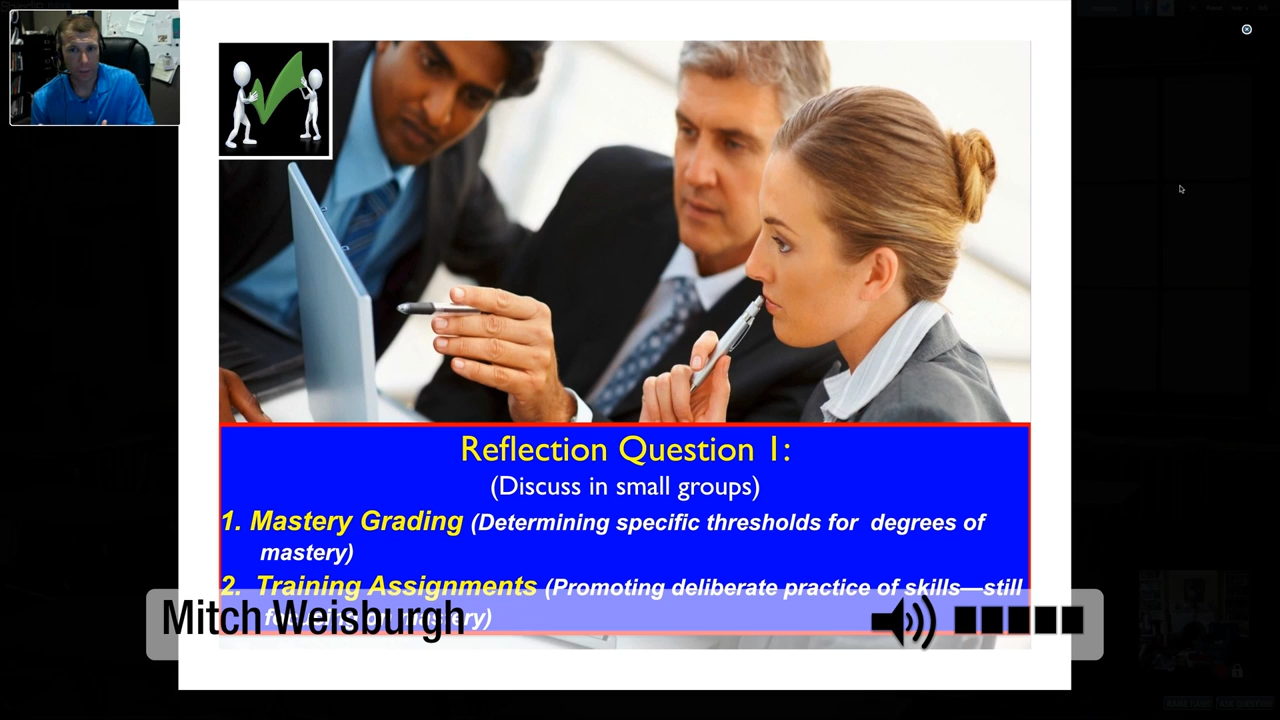 Reflection Question 1:
(Discuss in small groups)
1. Mastery Grading (Determining specific thresholds for degrees of
mastery)
2. Training Assignments (Promoting deliberate practice of skills—still
mastery)
Mitch Weisburgh